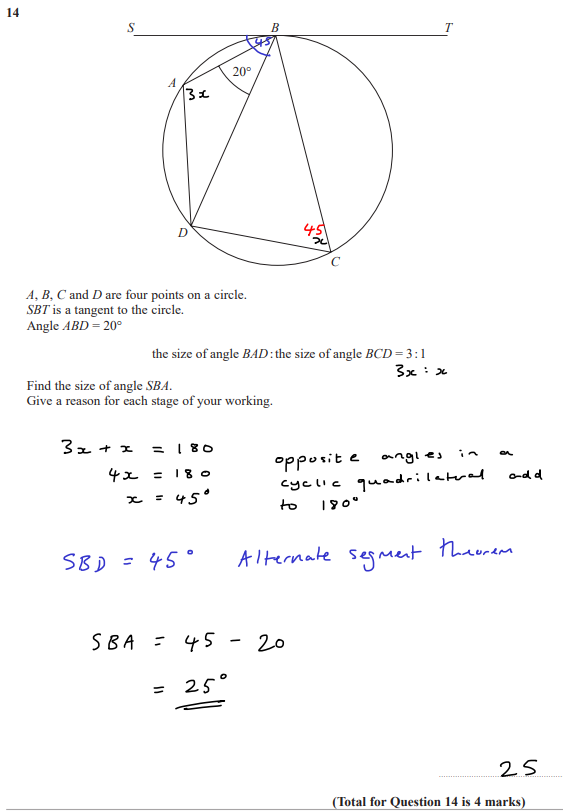 14
S B T
45
20°
A
3x
D
45
x
C
A, B, C and D are four points on a circle.
SBT is a tangent to the circle.
Angle ABD = 20°
the size of angle BAD : the size of angle BCD = 3 : 1
3x : x
Find the size of angle SBA.
Give a reason for each stage of your working.
3x + x = 180
4x = 180
x = 45°
opposite angles in a
cyclic quadrilateral add
to 180°
SBD = 45° Alternate segment theorem
SBA = 45 - 20
= 25°
25
(Total for Question 14 is 4 marks)